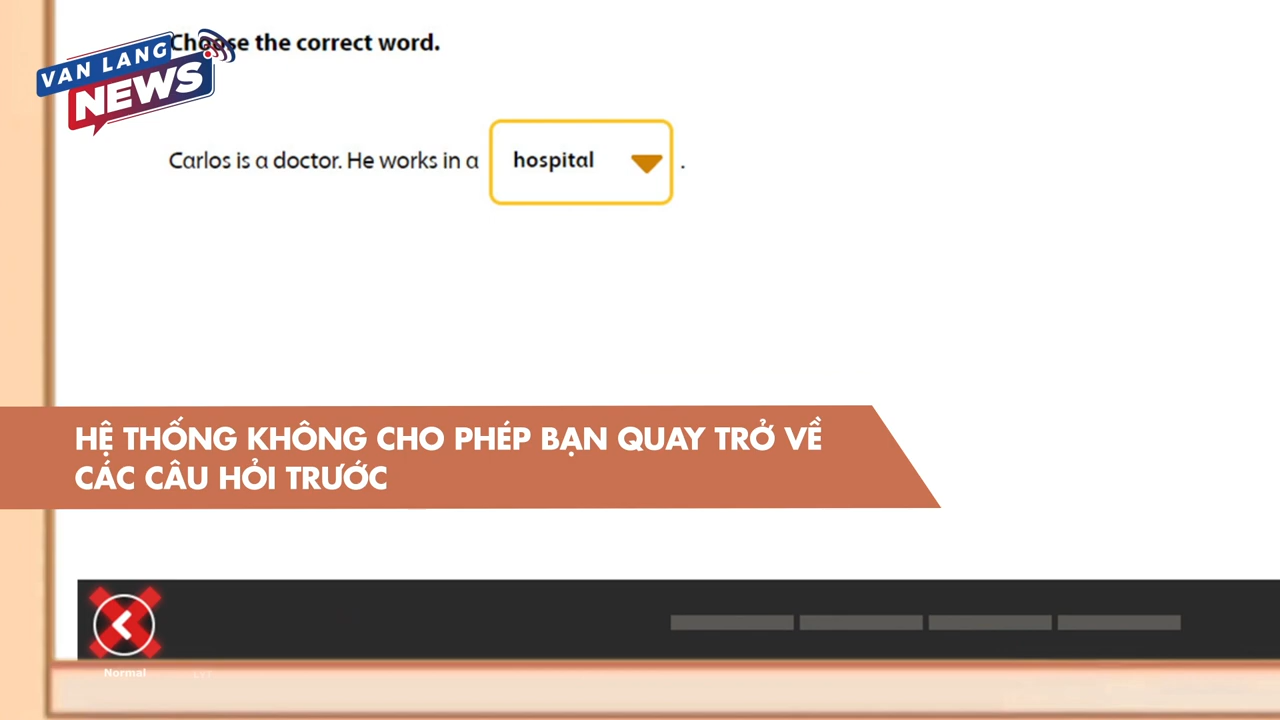 Choose the correct word.
VAN LANG
NEWS
Carlos is a doctor. He works in a hospital .
HỆ THỐNG KHÔNG CHO PHÉP BẠN QUAY TRỞ VỀ
CÁC CÂU HỎI TRƯỚC
Normal